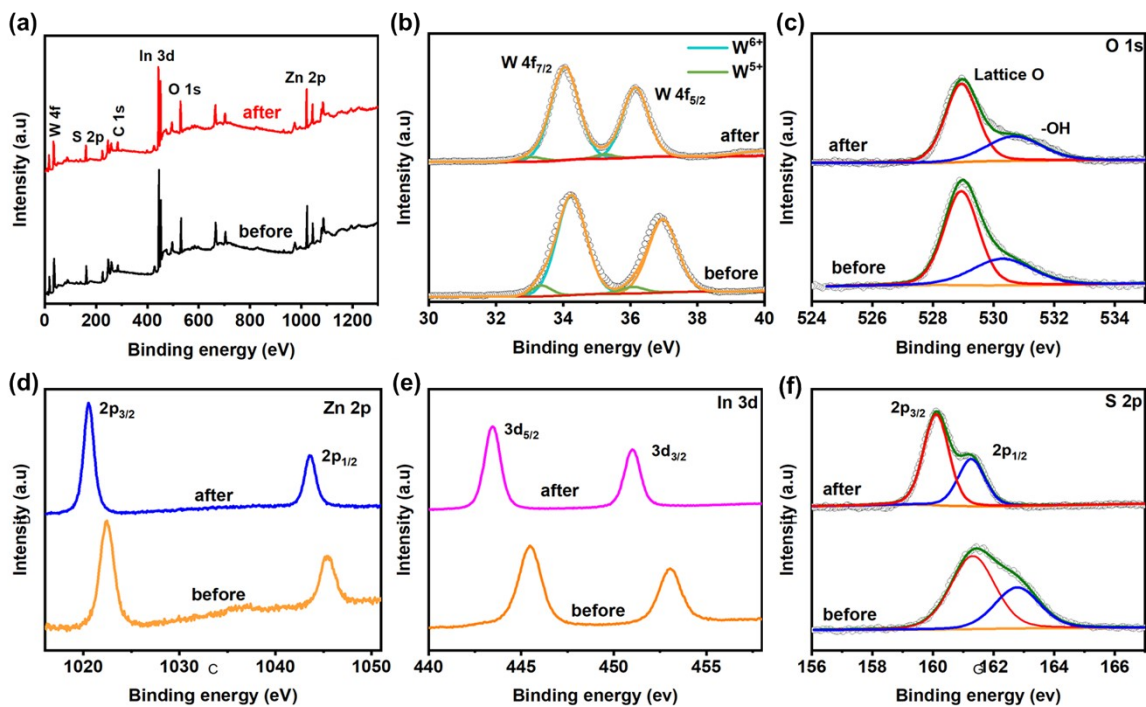 (a)
In 3d
W 4f
S 2p
C 1s
O 1s
Zn 2p
after
before
Intensity (a.u)
0 200 400 600 800 1000 1200
Binding energy (eV)
(b)
W 4f7/2
W 4f5/2
W6+
W5+
after
before
Intensity (a.u)
30 32 34 36 38 40
Binding energy (eV)
(c)
O 1s
Lattice O
-OH
after
before
Intensity (a.u)
524 526 528 530 532 534
Binding energy (ev)
(d)
Zn 2p
2p3/2
2p1/2
after
before
Intensity (a.u
1020 1030 1040 1050
C
Binding energy (eV)
(e)
In 3d
3d5/2
3d3/2
after
before
Intensity (a.u)
440 445 450 455
Binding energy (ev)
(f)
S 2p
2p3/2
2p1/2
after
before
Intensity (a.u
156 158 160 162 164 166
G
Binding energy (ev)